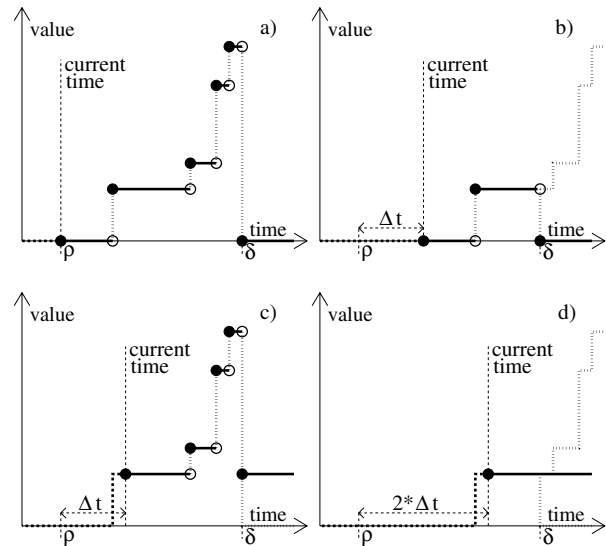 value
a)
current
time
time
ρ
δ
value
b)
current
time
Δt
time
ρ
δ
value
c)
current
time
Δt
time
ρ
δ
value
d)
current
time
2*Δt
time
ρ
δ